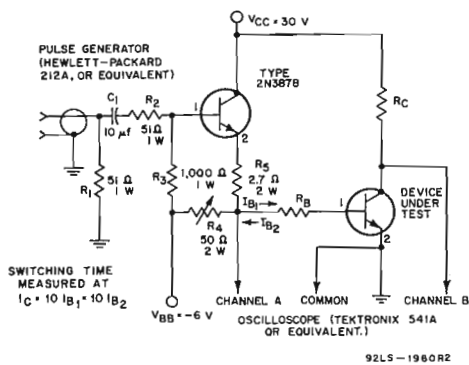 VCC = 30 V
PULSE GENERATOR
(HEWLETT-PACKARD
212A, OR EQUIVALENT)
TYPE
2N3878
1
2
C1
10 µf
R2
51Ω
1 W
RC
R1
51Ω
1 W
R3
1,000 Ω
1 W
R5
2.7 Ω
2 W
IB1
IB2
RB
1
2
DEVICE
UNDER
TEST
R4
50 Ω
2 W
SWITCHING TIME
MEASURED AT
IC = 10 IB1 = 10 IB2
VBB = -6 V
CHANNEL A
COMMON
CHANNEL B
OSCILLOSCOPE (TEKTRONIX 541A
OR EQUIVALENT.)
92LS-1960R2